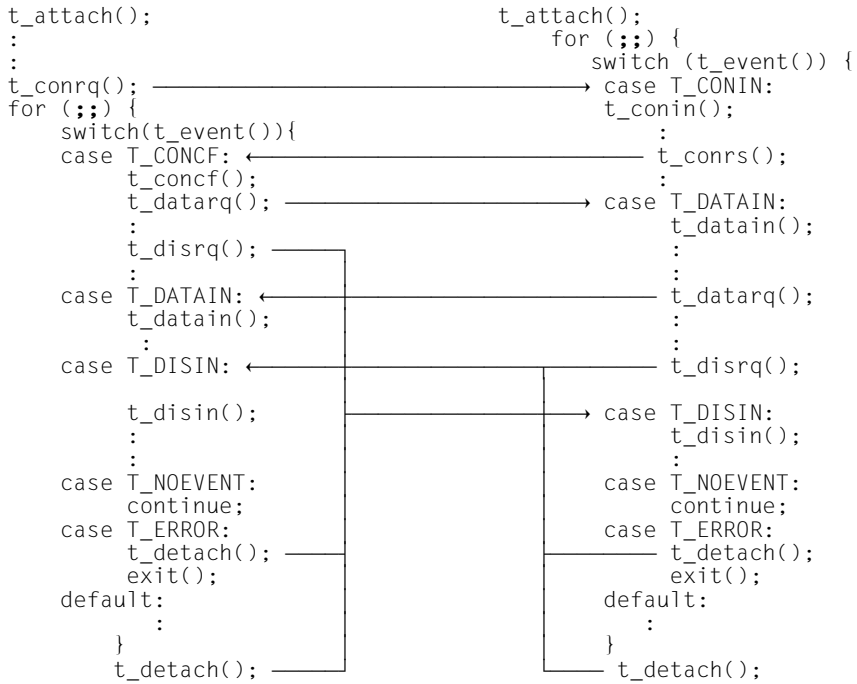 t_attach(); t_attach();
: for (;;) {
: switch (t_event()) {
t_conrq(); case T_CONIN:
for (;;) { t_conin();
switch(t_event()){ :
case T_CONCF: t_conrs();
t_concf(); :
t_datarq(); case T_DATAIN:
: t_datain();
t_disrq(); :
: :
case T_DATAIN: t_datarq();
t_datain(); :
: :
case T_DISIN: t_disrq();
t_disin(); case T_DISIN:
: t_disin();
: :
case T_NOEVENT: case T_NOEVENT:
continue; continue;
case T_ERROR: case T_ERROR:
t_detach(); t_detach();
exit(); exit();
default: default:
: :
} }
t_detach(); t_detach();